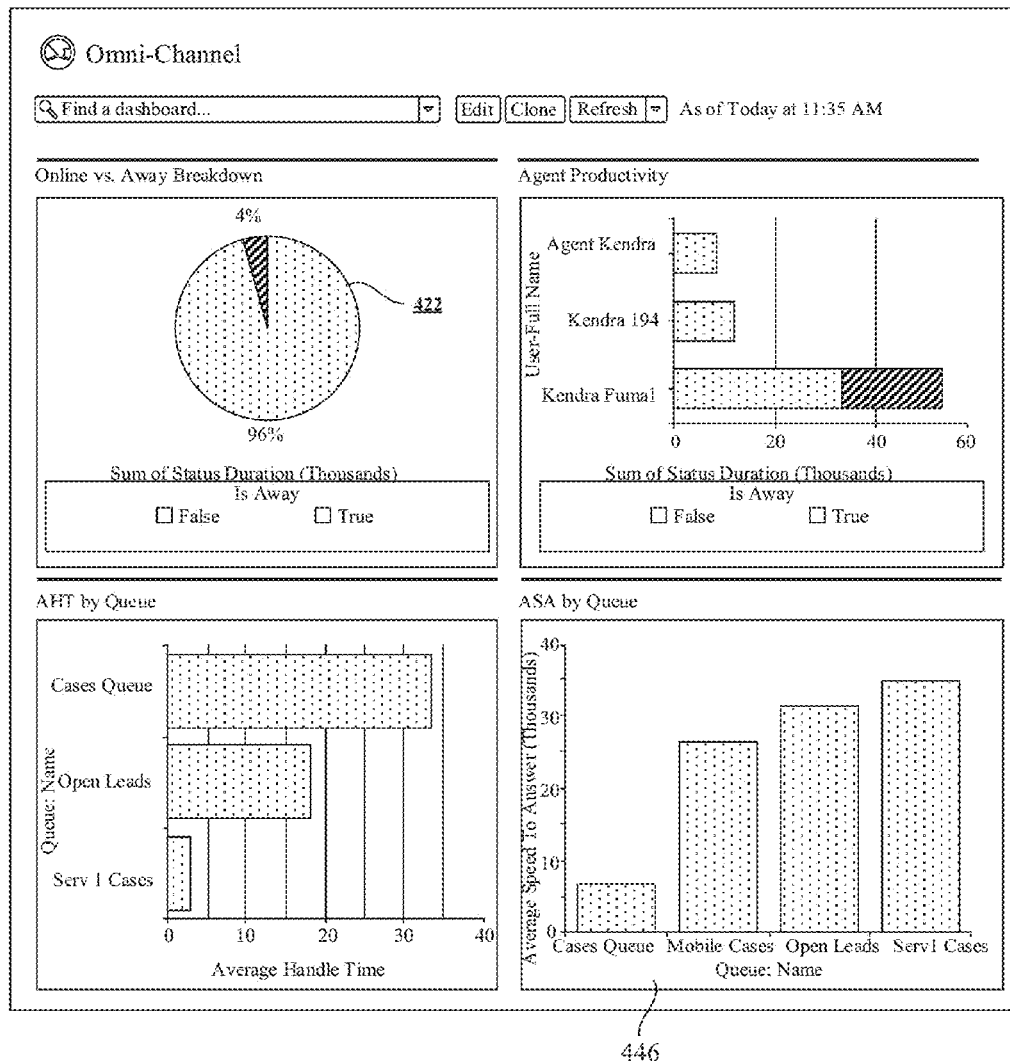 Omni-Channel
Find a dashboard... Edit Clone Refresh As of Today at 11:35 AM
Online vs. Away Breakdown
4%
422
96%
Sum of Status Duration (Thousands)
Is Away
False True
Agent Productivity
User-Full Name
Agent Kendra
Kendra 194
Kendra Puma1
0 20 40 60
Sum of Status Duration (Thousands)
Is Away
False True
AHT by Queue
Queue: Name
Cases Queue
Open Leads
Serv 1 Cases
0 10 20 30 40
Average Handle Time
ASA by Queue
Average Speed To Answer (Thousands)
40
30
20
10
0
Cases Queue Mobile Cases Open Leads Serv1 Cases
Queue: Name
446